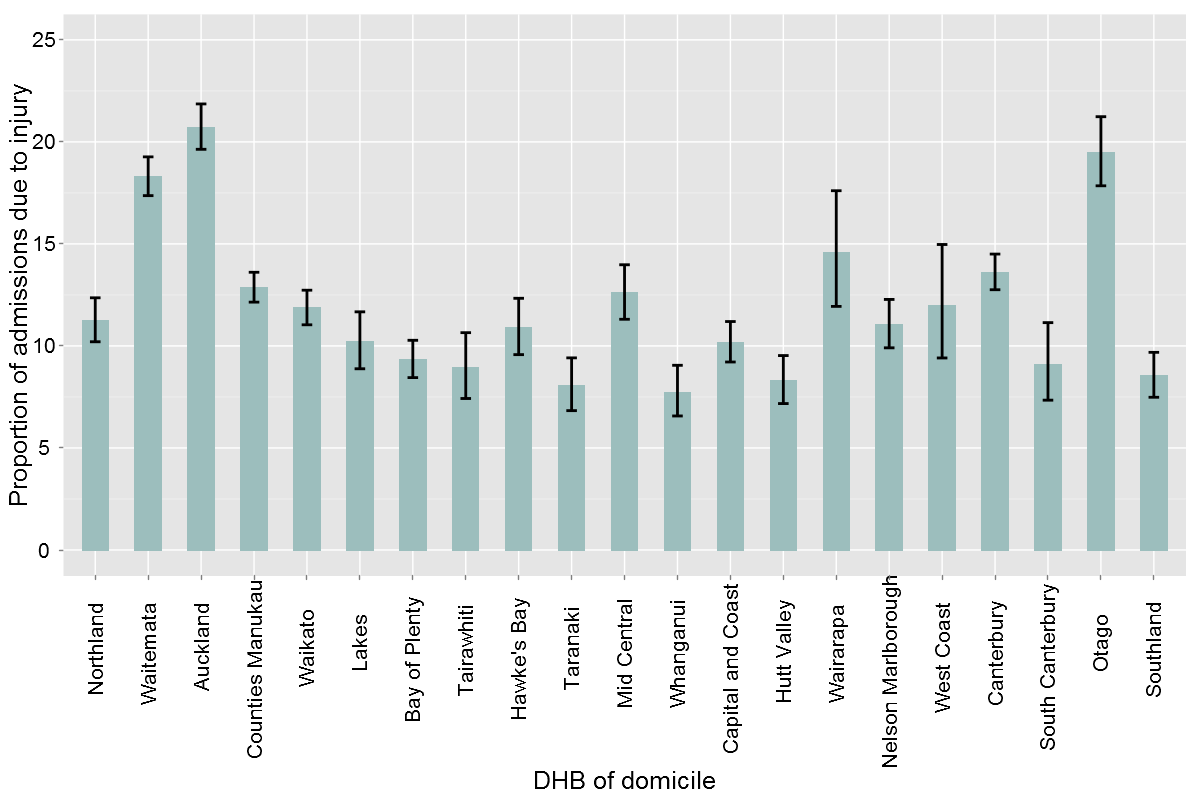 Proportion of admissions due to injury
25
20
15
10
5
0
Northland
Waitemata
Auckland
Counties Manukau
Waikato
Lakes
Bay of Plenty
Tairawhiti
Hawke's Bay
Taranaki
Mid Central
Whanganui
Capital and Coast
Hutt Valley
Wairarapa
Nelson Marlborough
West Coast
Canterbury
South Canterbury
Otago
Southland
DHB of domicile